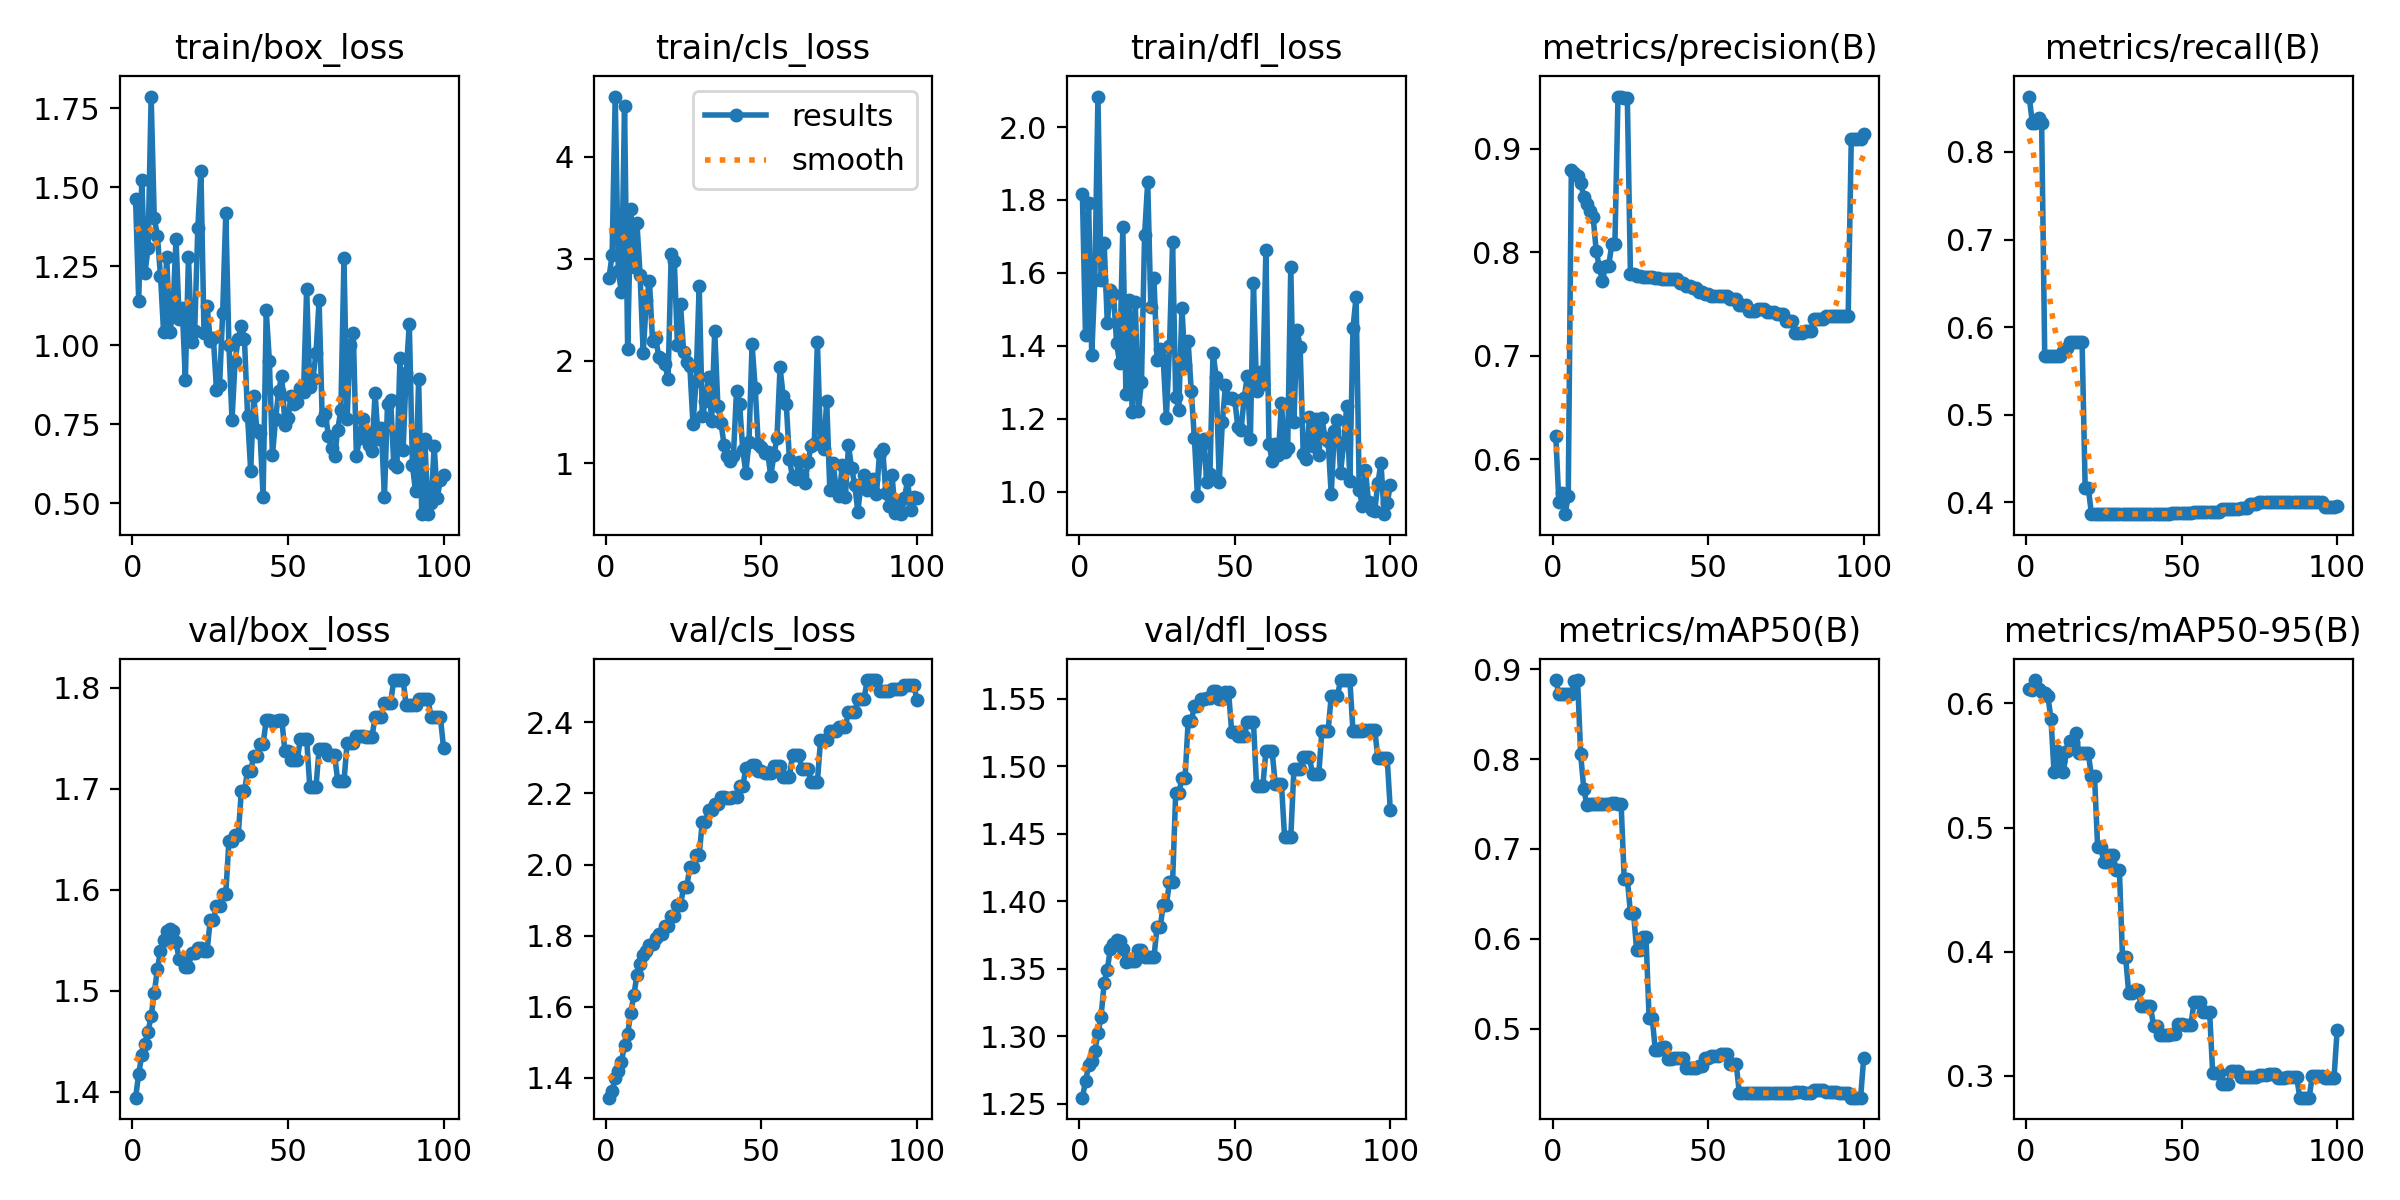 train/box_loss
train/cls_loss
train/dfl_loss
metrics/precision(B)
metrics/recall(B)
1.75
1.50
1.25
1.00
0.75
0.50
0 50 100
results
smooth
4
3
2
1
0 50 100
2.0
1.8
1.6
1.4
1.2
1.0
0 50 100
0.9
0.8
0.7
0.6
0 50 100
0.8
0.7
0.6
0.5
0.4
0 50 100
val/box_loss
val/cls_loss
val/dfl_loss
metrics/mAP50(B)
metrics/mAP50-95(B)
1.8
1.7
1.6
1.5
1.4
0 50 100
2.4
2.2
2.0
1.8
1.6
1.4
0 50 100
1.55
1.50
1.45
1.40
1.35
1.30
1.25
0 50 100
0.9
0.8
0.7
0.6
0.5
0 50 100
0.6
0.5
0.4
0.3
0 50 100